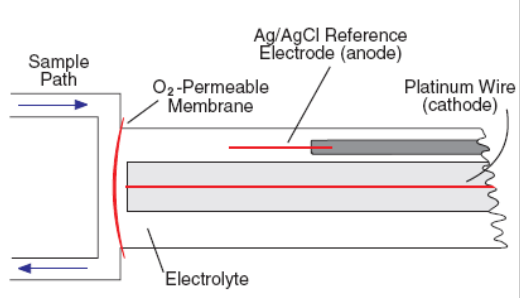 Ag/AgCl Reference
Electrode (anode)
Sample
Path
O₂-Permeable
Membrane
Platinum Wire
(cathode)
Electrolyte